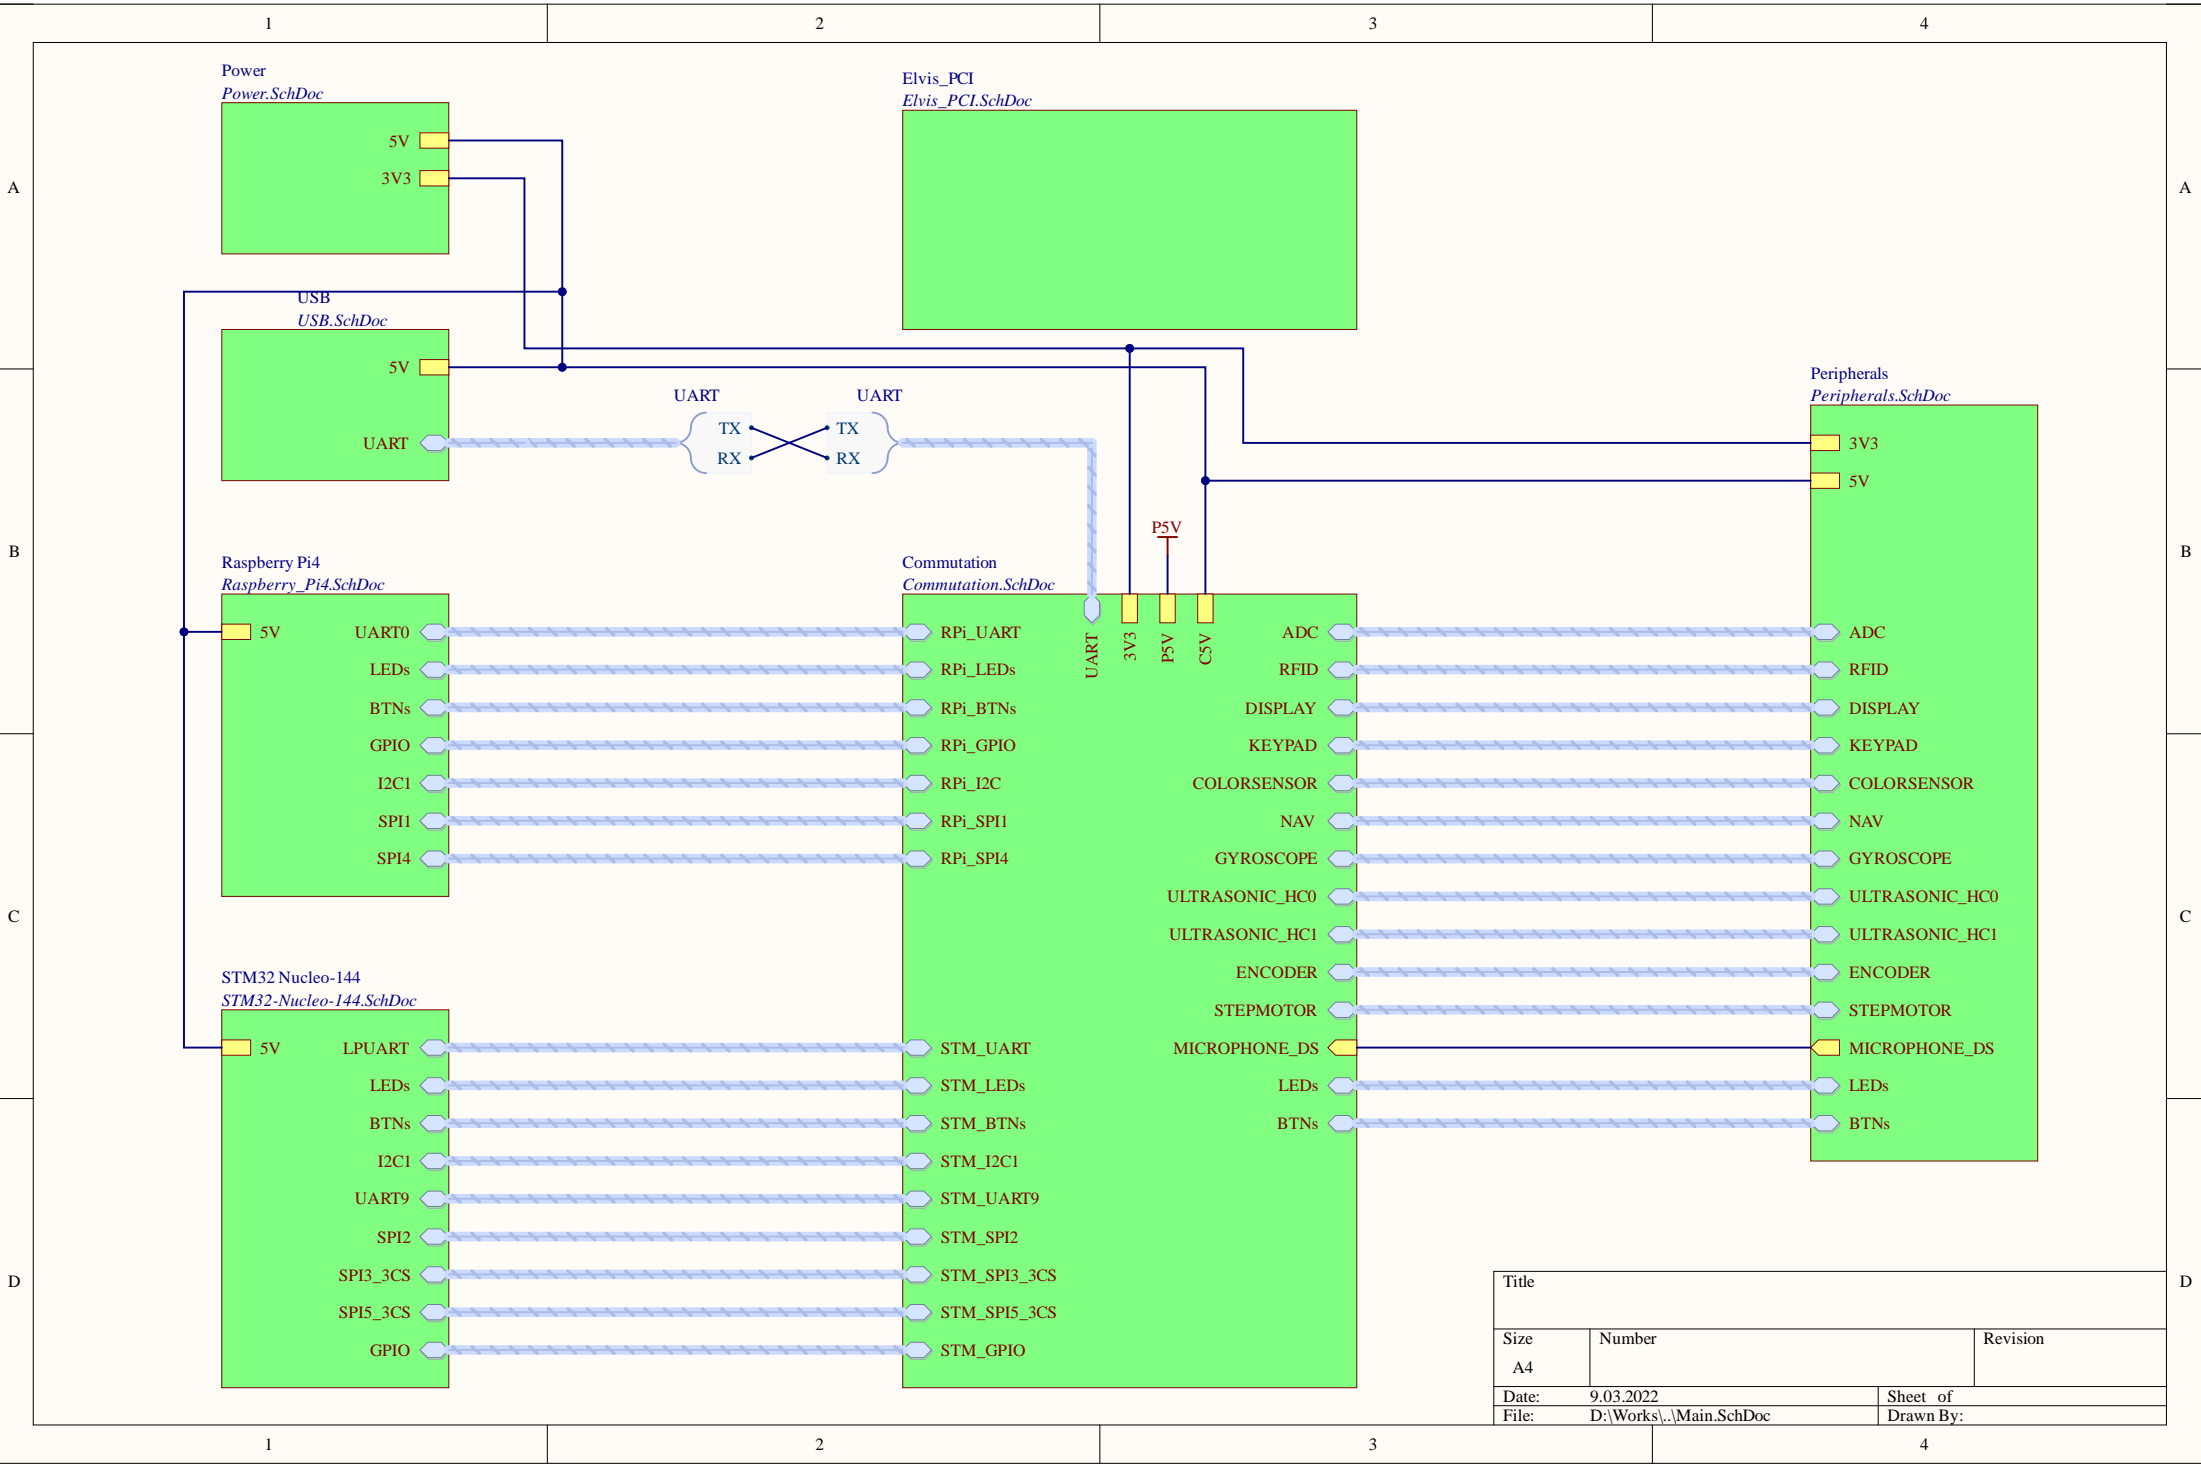 1 2 3 4
A A
B B
C C
D D
Power
Power.SchDoc
5V
3V3
Elvis_PCI
Elvis_PCI.SchDoc
USB
USB.SchDoc
5V
UART
UART UART
TX TX
RX RX
Peripherals
Peripherals.SchDoc
3V3
5V
ADC
RFID
DISPLAY
KEYPAD
COLORSENSOR
NAV
GYROSCOPE
ULTRASONIC_HC0
ULTRASONIC_HC1
ENCODER
STEPMOTOR
MICROPHONE_DS
LEDs
BTNs
Raspberry Pi4
Raspberry_Pi4.SchDoc
5V UART0
LEDs
BTNs
GPIO
I2C1
SPI1
SPI4
Commutation
Commutation.SchDoc
P5V
UART
3V3
P5V
C5V
RPi_UART ADC
RPi_LEDs RFID
RPi_BTNs DISPLAY
RPi_GPIO KEYPAD
RPi_I2C COLORSENSOR
RPi_SPI1 NAV
RPi_SPI4 GYROSCOPE
ULTRASONIC_HC0
ULTRASONIC_HC1
ENCODER
STEPMOTOR
STM_UART MICROPHONE_DS
STM_LEDs LEDs
STM_BTNs BTNs
STM_I2C1
STM_UART9
STM_SPI2
STM_SPI3_3CS
STM_SPI5_3CS
STM_GPIO
STM32 Nucleo-144
STM32-Nucleo-144.SchDoc
5V LPUART
LEDs
BTNs
I2C1
UART9
SPI2
SPI3_3CS
SPI5_3CS
GPIO
Title
Size Number Revision
A4
Date: 9.03.2022 Sheet of
File: D:\Works\..\Main.SchDoc Drawn By:
1 2 3 4